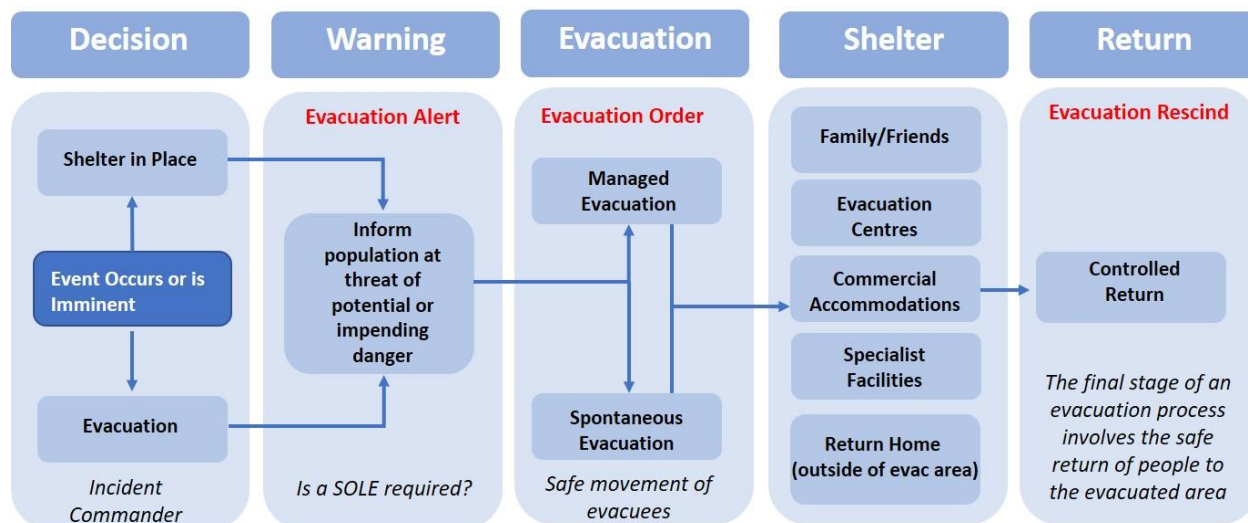 Decision
Warning
Evacuation
Shelter
Return
Shelter in Place
Event Occurs or is
Imminent
Evacuation
Incident
Commander
Evacuation Alert
Inform
population at
threat of
potential or
impending
danger
Is a SOLE required?
Evacuation Order
Managed
Evacuation
Spontaneous
Evacuation
Safe movement of
evacuees
Family/Friends
Evacuation
Centres
Commercial
Accommodations
Specialist
Facilities
Return Home
(outside of evac area)
Evacuation Rescind
Controlled
Return
The final stage of an
evacuation process
involves the safe
return of people to
the evacuated area